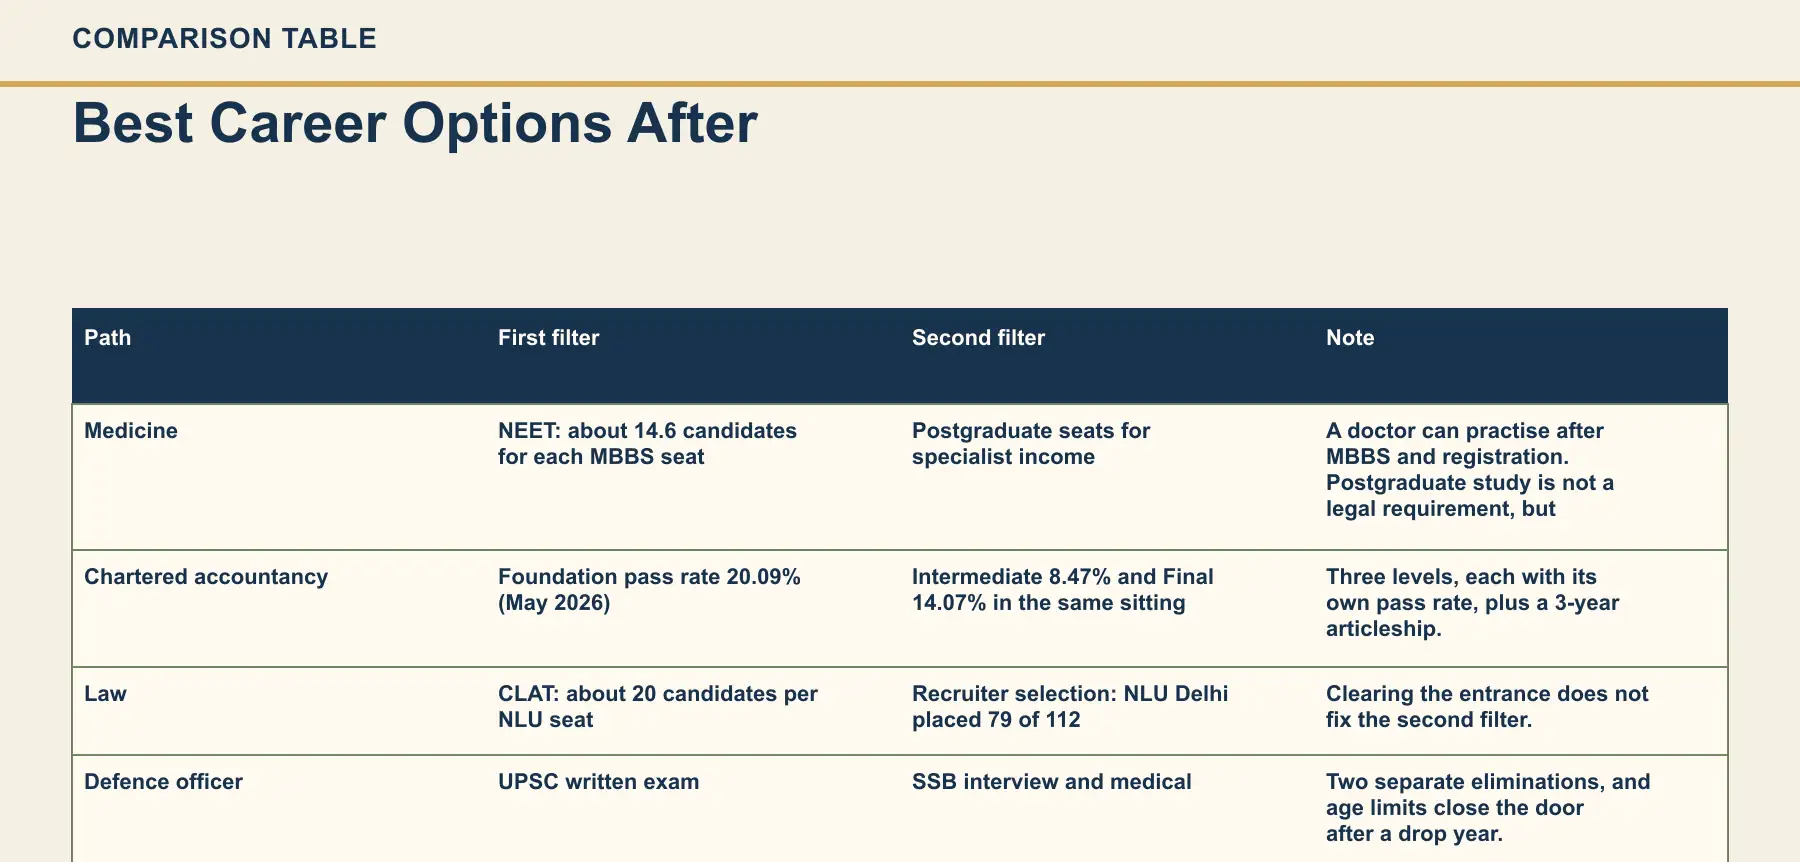 COMPARISON TABLE
Best Career Options After
Path
First filter
Second filter
Note
Medicine
NEET: about 14.6 candidates
for each MBBS seat
Postgraduate seats for
specialist income
A doctor can practise after
MBBS and registration.
Postgraduate study is not a
legal requirement, but
Chartered accountancy
Foundation pass rate 20.09%
(May 2026)
Intermediate 8.47% and Final
14.07% in the same sitting
Three levels, each with its
own pass rate, plus a 3-year
articleship.
Law
CLAT: about 20 candidates per
NLU seat
Recruiter selection: NLU Delhi
placed 79 of 112
Clearing the entrance does not
fix the second filter.
Defence officer
UPSC written exam
SSB interview and medical
Two separate eliminations, and
age limits close the door
after a drop year.